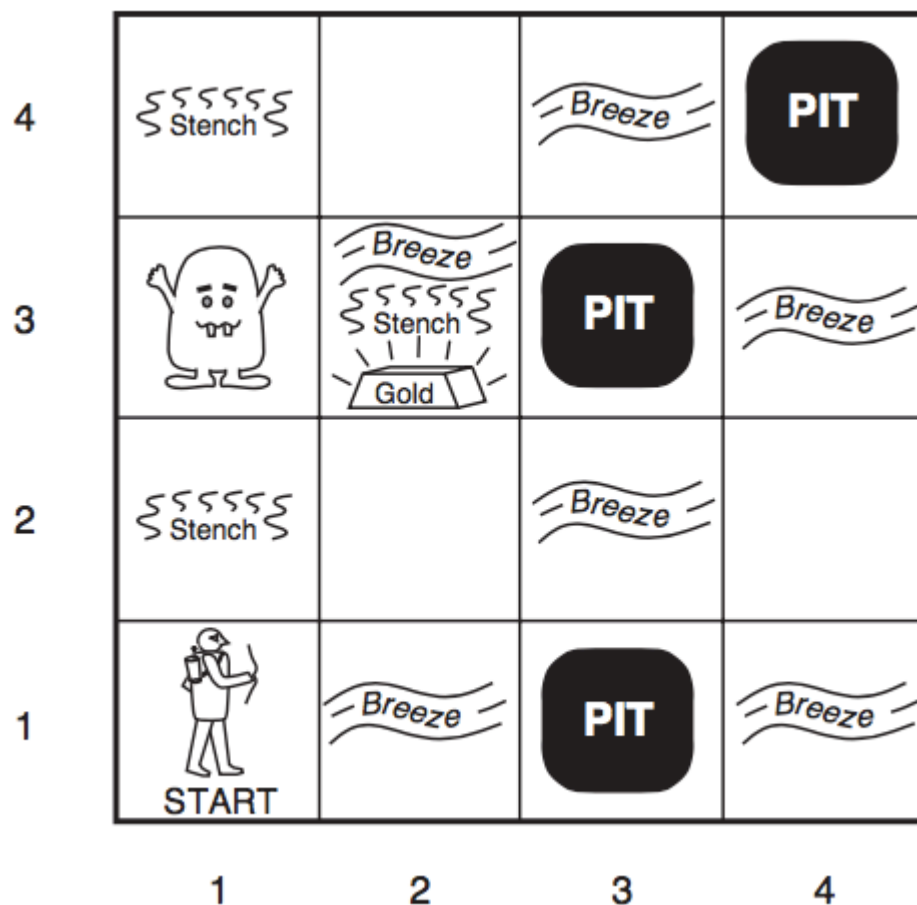 4
Stench
Breeze
PIT
3
Breeze
Stench
Gold
PIT
Breeze
2
Stench
Breeze
1
START
Breeze
PIT
Breeze
1 2 3 4